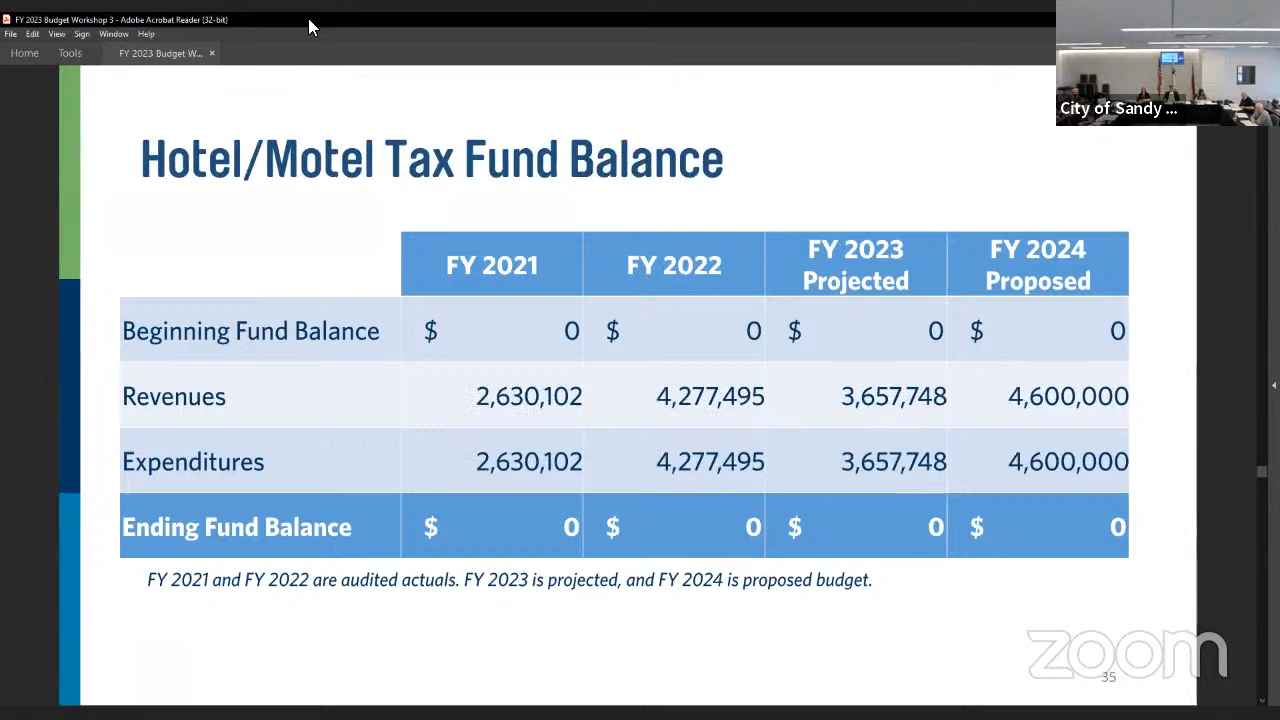 FY 2023 Budget Workshop 3 - Adobe Acrobat Reader (32-bit)
File Edit View Sign Window Help
Home Tools FY 2023 Budget W... ×
City of Sandy ...
Hotel/Motel Tax Fund Balance
FY 2021 FY 2022 FY 2023 Projected FY 2024 Proposed
Beginning Fund Balance $ 0 $ 0 $ 0 $ 0
Revenues 2,630,102 4,277,495 3,657,748 4,600,000
Expenditures 2,630,102 4,277,495 3,657,748 4,600,000
Ending Fund Balance $ 0 $ 0 $ 0 $ 0
FY 2021 and FY 2022 are audited actuals. FY 2023 is projected, and FY 2024 is proposed budget.
zoom
35